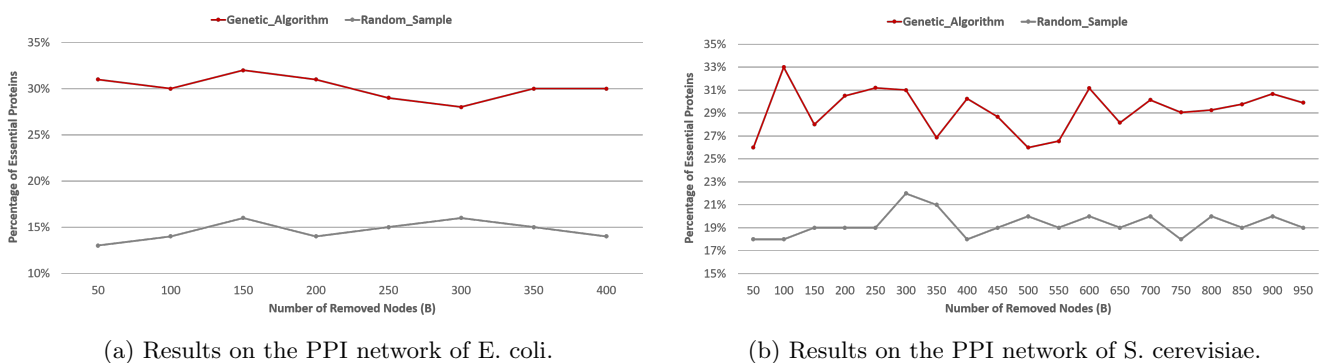 Genetic_Algorithm Random_Sample
35%
30%
25%
20%
15%
10%
Percentage of Essential Proteins
50 100 150 200 250 300 350 400
Number of Removed Nodes (B)
(a) Results on the PPI network of E. coli.
Genetic_Algorithm Random_Sample
35%
33%
31%
29%
27%
25%
23%
21%
19%
17%
15%
Percentage of Essential Proteins
50 100 150 200 250 300 350 400 450 500 550 600 650 700 750 800 850 900 950
Number of Removed Nodes (B)
(b) Results on the PPI network of S. cerevisiae.